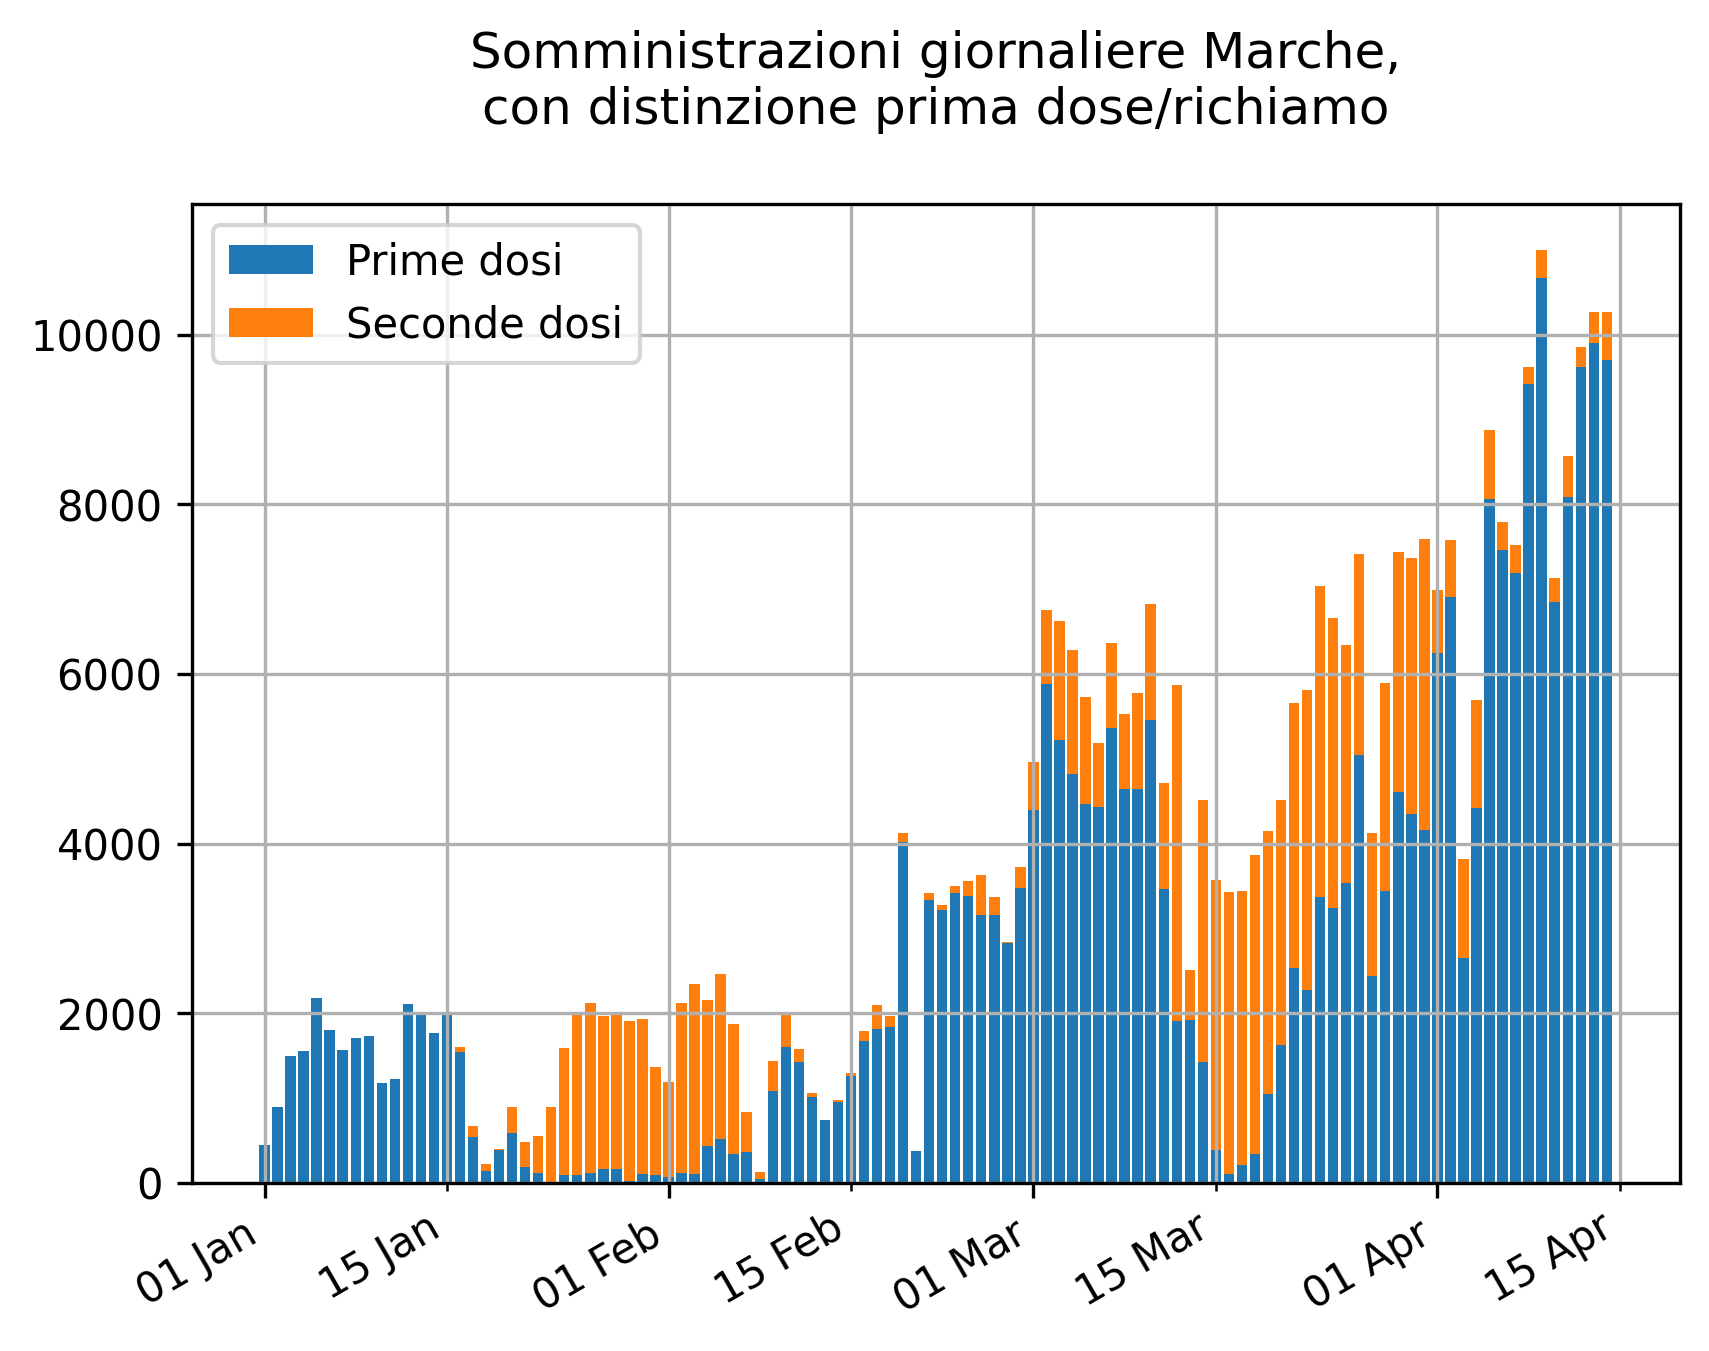 Somministrazioni giornaliere Marche,
con distinzione prima dose/richiamo
Prime dosi
Seconde dosi
10000
8000
6000
4000
2000
0
01 Jan
15 Jan
01 Feb
15 Feb
01 Mar
15 Mar
01 Apr
15 Apr